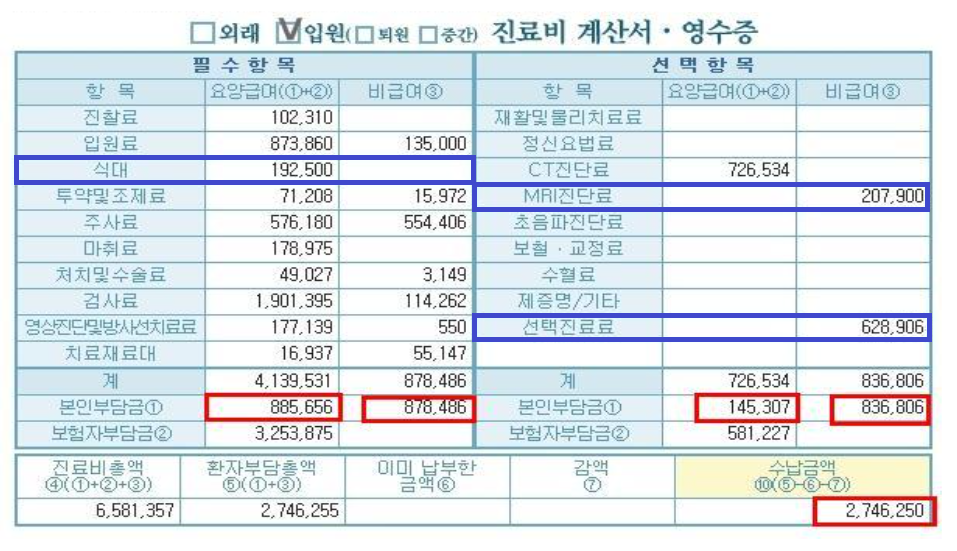 □외래 ☑입원(□퇴원 □중간) 진료비 계산서·영수증
필수항목 선택항목
항 목 요양급여(①+②) 비급여③ 항 목 요양급여(①+②) 비급여③
진찰료 102,310 재활및물리치료료
입원료 873,860 135,000 정신요법료
식대 192,500 CT진단료 726,534
투약및조제료 71,208 15,972 MRI진단료 207,900
주사료 576,180 554,406 초음파진단료
마취료 178,975 보철·교정료
처치및수술료 49,027 3,149 수혈료
검사료 1,901,395 114,262 제증명/기타
영상진단및방사선치료료 177,139 550 선택진료료 628,906
치료재료대 16,937 55,147
계 4,139,531 878,486 계 726,534 836,806
본인부담금① 885,656 878,486 본인부담금① 145,307 836,806
보험자부담금② 3,253,875 보험자부담금② 581,227
진료비총액 환자부담총액 이미 납부한 감액 수납금액
④(①+②+③) ⑤(①+③) 금액⑥ ⑦ ⑩(⑤-⑥-⑦)
6,581,357 2,746,255 2,746,250